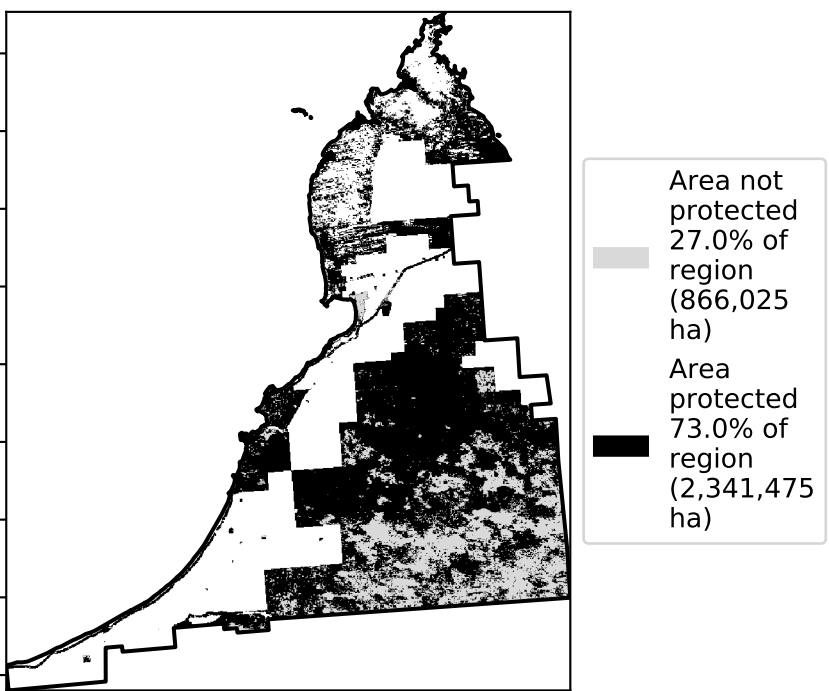 Area not
protected
27.0% of
region
(866,025
ha)
Area
protected
73.0% of
region
(2,341,475
ha)